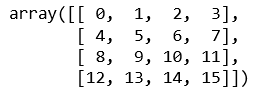 array([[ 0,  1,  2,  3],
       [ 4,  5,  6,  7],
       [ 8,  9, 10, 11],
       [12, 13, 14, 15]])